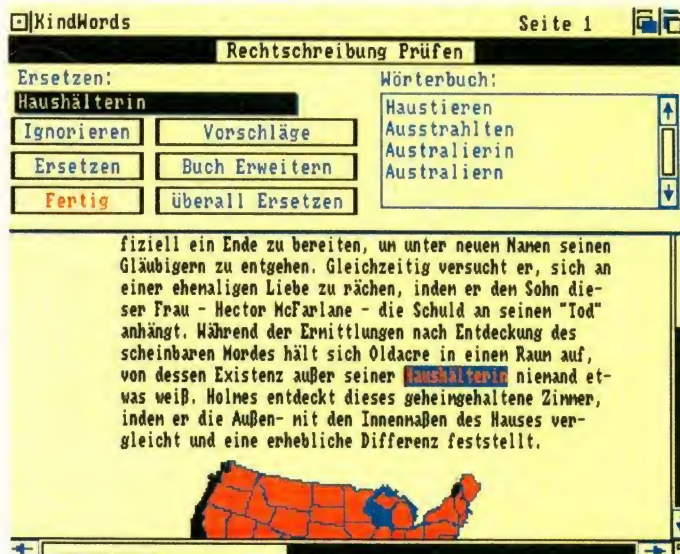 KindWords
Seite 1
Rechtschreibung Prüfen
Ersetzen:
Haushälterin
Ignorieren
Vorschläge
Ersetzen
Buch Erweitern
Fertig
überall Ersetzen
Wörterbuch:
Haustieren
Ausstrahlten
Australierin
Australiern
fiziell ein Ende zu bereiten, um unter neuem Namen seinen
Gläubigern zu entgehen. Gleichzeitig versucht er, sich an
einer ehemaligen Liebe zu rächen, indem er den Sohn die-
ser Frau - Hector McFarlane - die Schuld an seinem "Tod"
anhängt. Während der Ermittlungen nach Entdeckung des
scheinbaren Mordes hält sich Oldacre in einem Raum auf,
von dessen Existenz außer seiner Haushälterin niemand et-
was weiß. Holmes entdeckt dieses geheimgehaltene Zimmer,
indem er die Außen- mit den Innenmaßen des Hauses ver-
gleicht und eine erhebliche Differenz feststellt.